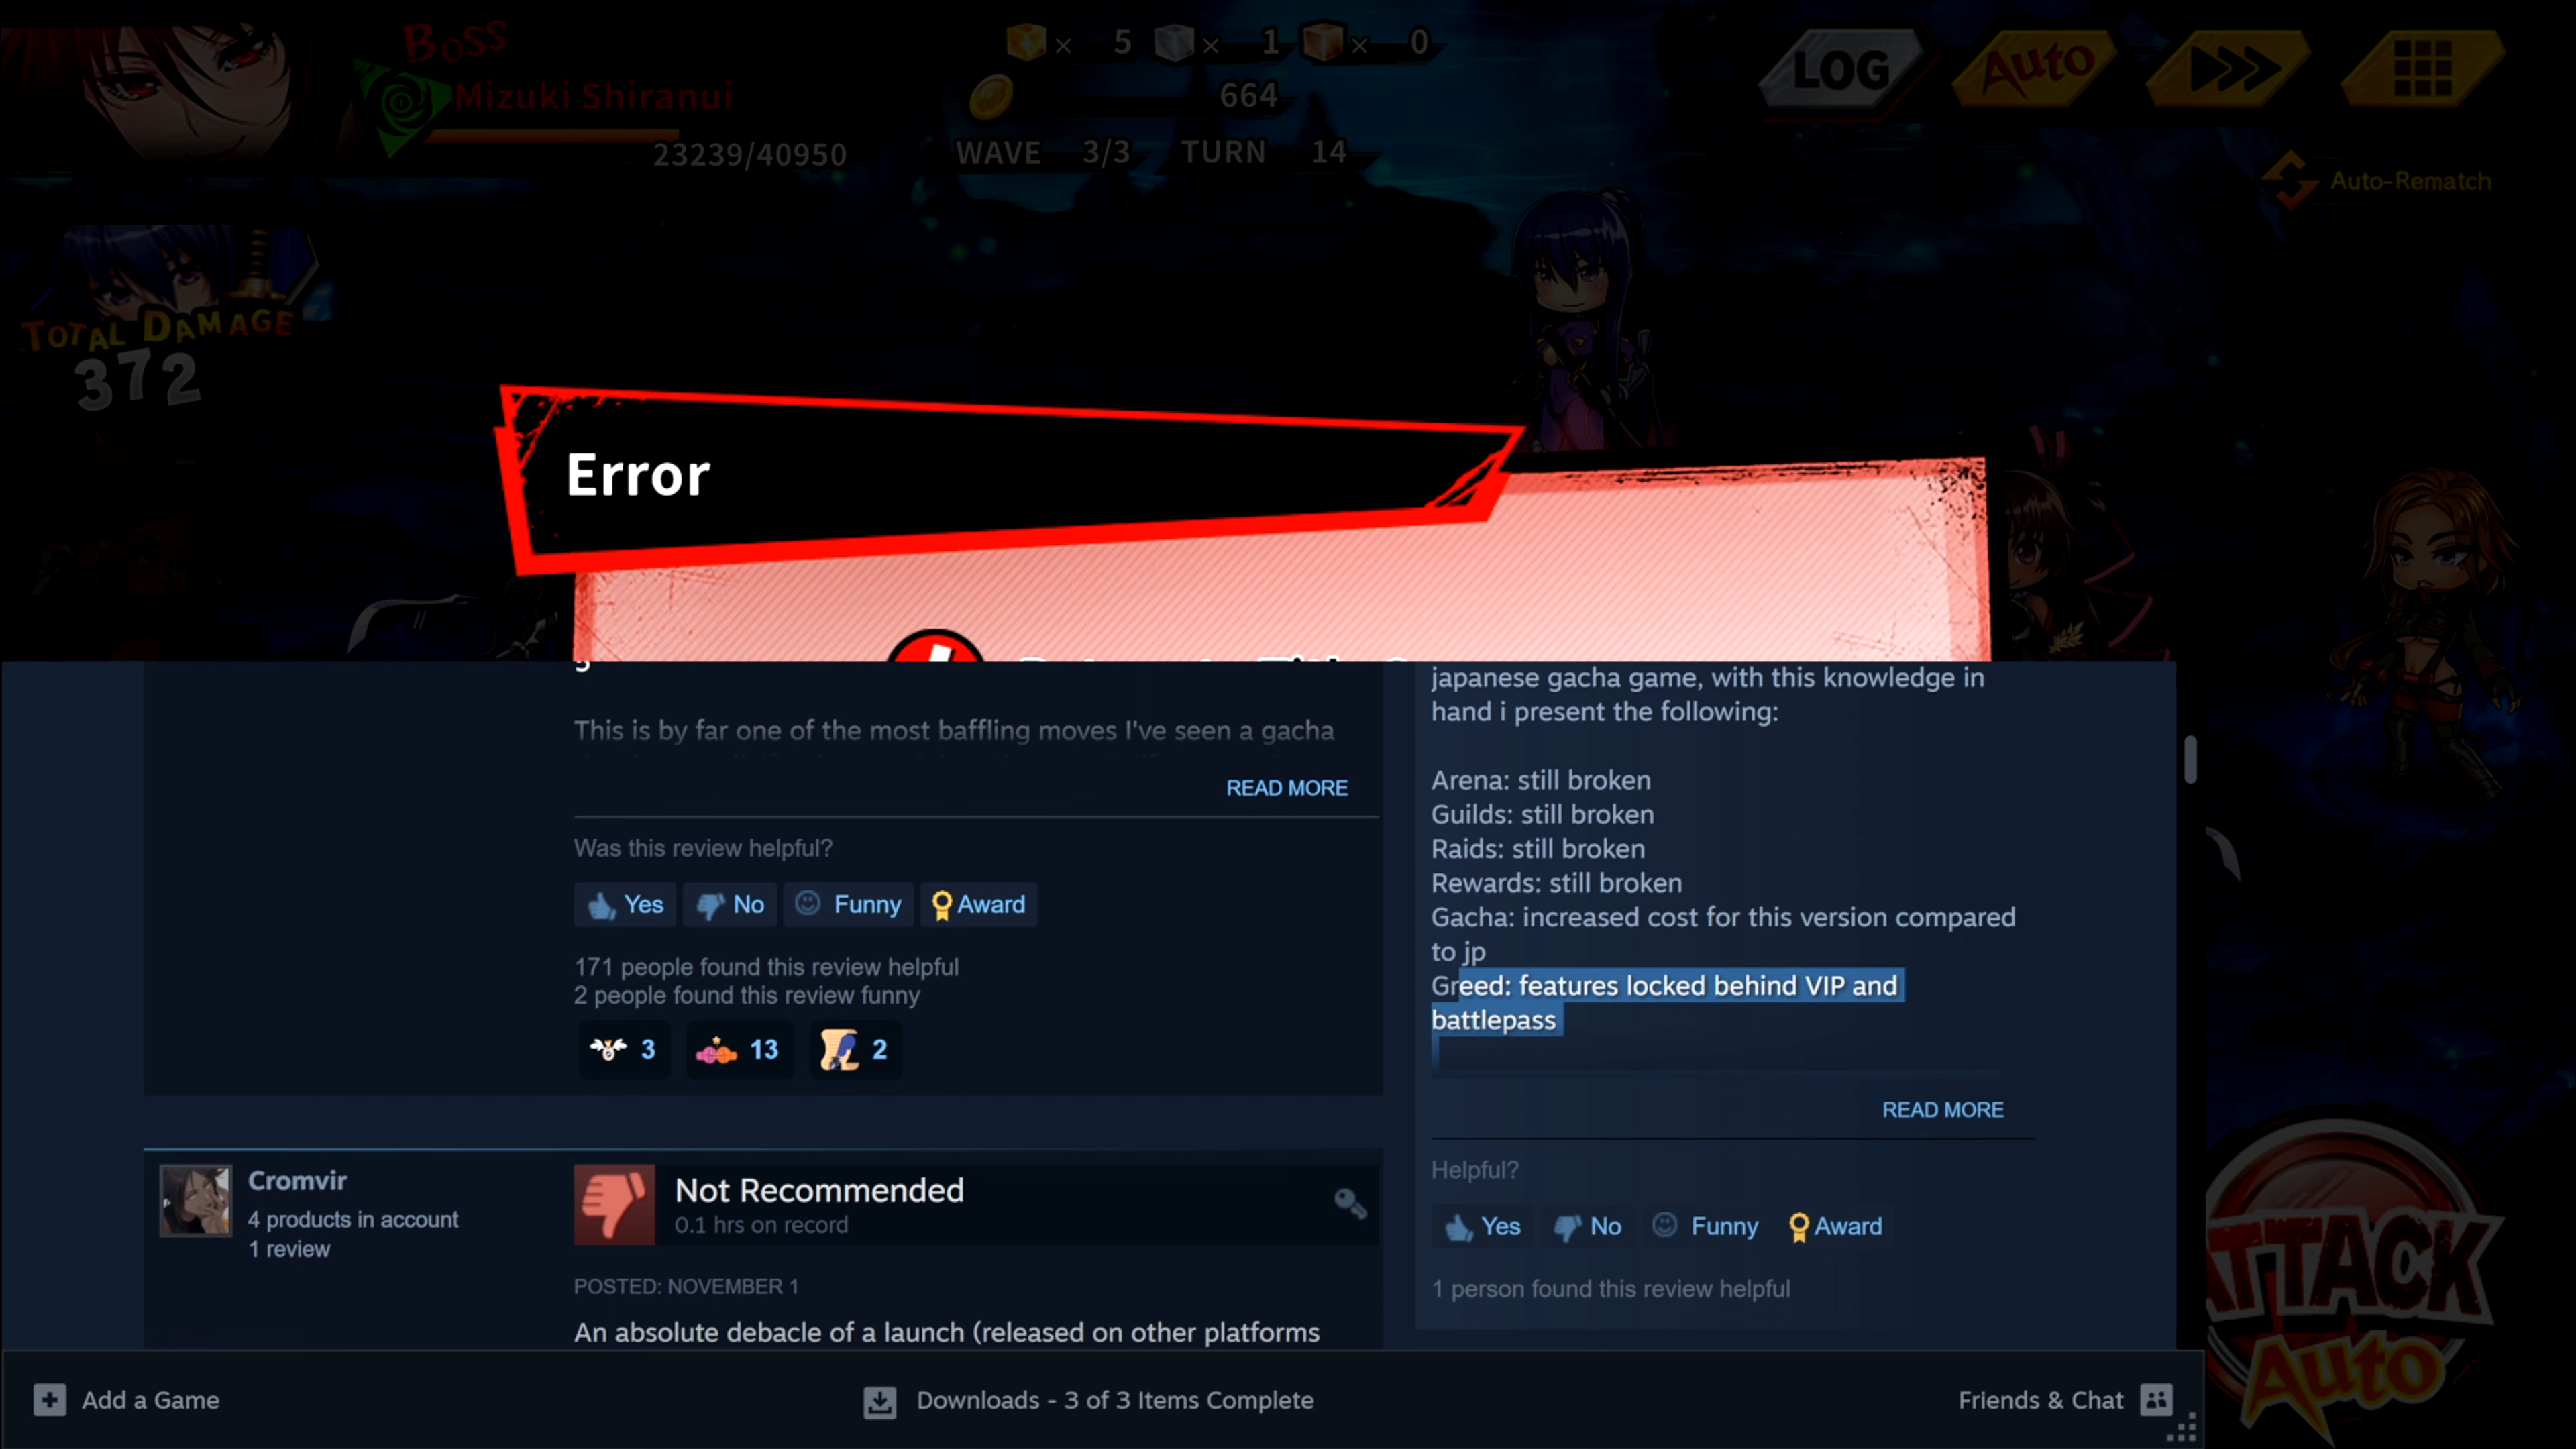 Boss
Mizuki Shiranui
23239/40950
× 5 × 1 × 0
664
WAVE 3/3 TURN 14
LOG
Auto
Auto-Rematch
TOTAL DAMAGE
372
Error
This is by far one of the most baffling moves I've seen a gacha
READ MORE
Was this review helpful?
Yes
No
Funny
Award
171 people found this review helpful
2 people found this review funny
3
13
2
japanese gacha game, with this knowledge in
hand i present the following:
Arena: still broken
Guilds: still broken
Raids: still broken
Rewards: still broken
Gacha: increased cost for this version compared
to jp
Greed: features locked behind VIP and
battlepass
READ MORE
Helpful?
Yes
No
Funny
Award
1 person found this review helpful
Cromvir
4 products in account
1 review
Not Recommended
0.1 hrs on record
POSTED: NOVEMBER 1
An absolute debacle of a launch (released on other platforms
ATTACK
Auto
Add a Game
Downloads - 3 of 3 Items Complete
Friends & Chat